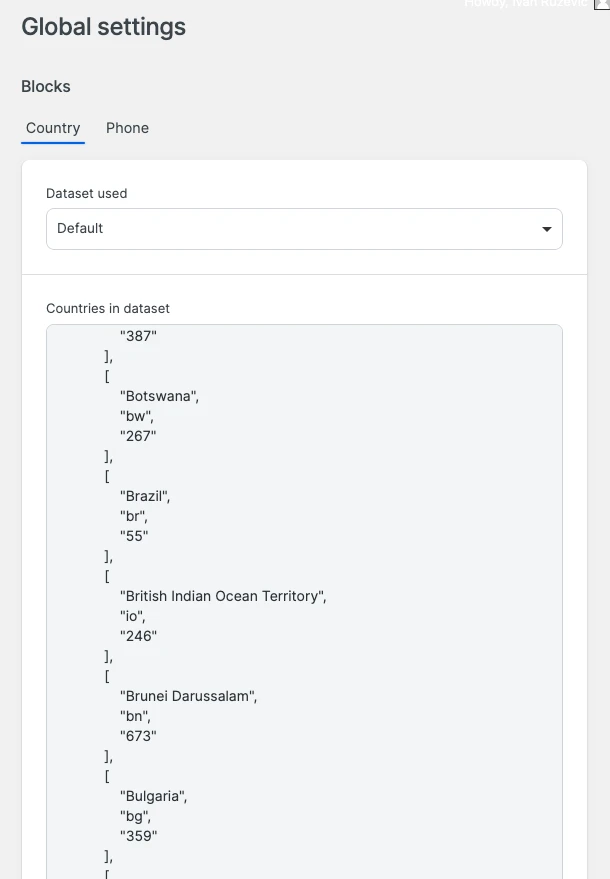 Howdy, Ivan Ruzevic
Global settings
Blocks
Country
Phone
Dataset used
Default
Countries in dataset
"387"
],
[
"Botswana",
"bw",
"267"
],
[
"Brazil",
"br",
"55"
],
[
"British Indian Ocean Territory",
"io",
"246"
],
[
"Brunei Darussalam",
"bn",
"673"
],
[
"Bulgaria",
"bg",
"359"
],
[